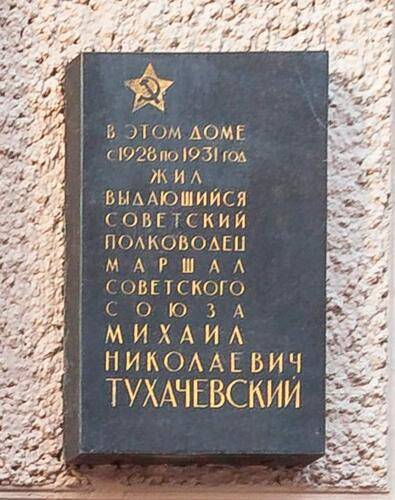 В ЭТОМ ДОМЕ
с 1928 по 1931 год
ЖИЛ
ВЫДАЮЩИЙСЯ
СОВЕТСКИЙ
ПОЛКОВОДЕЦ
МАРШАЛ
СОВЕТСКОГО
СОЮЗА
МИХАИЛ
НИКОЛАЕВИЧ
ТУХАЧЕВСКИЙ